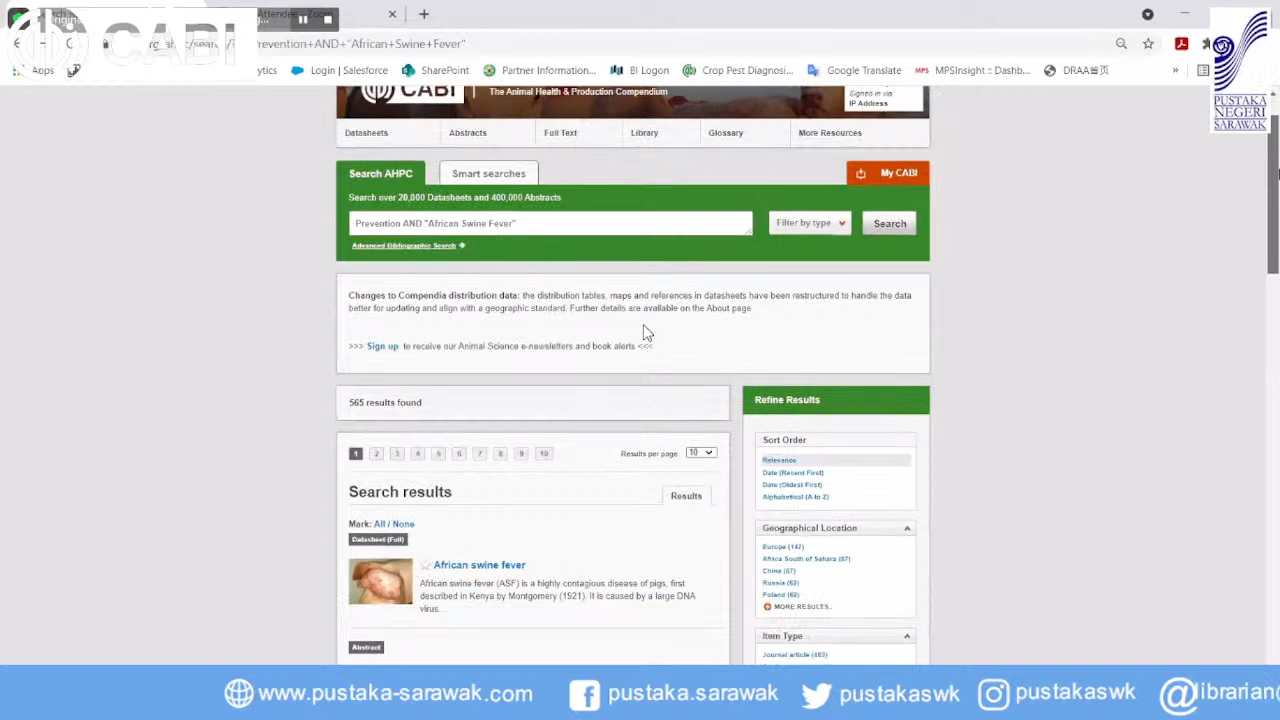 Attendee - Zoom
CABI
Prevention+AND+"African+Swine+Fever"
Apps
Login | Salesforce
SharePoint
Partner Information...
BI Logon
Crop Pest Diagnosi...
Google Translate
MPSInsight :: Dashb...
»
PUSTAKA
NEGERI
SARAWAK
CABI
The Animal Health & Production Compendium
Signed in via
IP Address
Datasheets
Abstracts
Full Text
Library
Glossary
More Resources
Search AHPC
Smart searches
My CABI
Search over 20,000 Datasheets and 400,000 Abstracts
Prevention AND "African Swine Fever"
Filter by type
Search
Advanced Bibliographic Search
Changes to Compendia distribution data: the distribution tables, maps and references in datasheets have been restructured to handle the data
better for updating and align with a geographic standard. Further details are available on the About page.
>>> Sign up to receive our Animal Science e-newsletters and book alerts <<<
565 results found
Refine Results
1 2 3 4 5 6 7 8 9 10
Results per page: 10
Sort Order
Relevance
Date (Recent First)
Date (Oldest First)
Alphabetical (A to Z)
Search results
Results
Mark: All / None
Datasheet (Full)
African swine fever
African swine fever (ASF) is a highly contagious disease of pigs, first
described in Kenya by Montgomery (1921). It is caused by a large DNA
virus...
Abstract
Geographical Location
Europe (147)
Africa South of Sahara (87)
China (67)
Russia (63)
Poland (62)
MORE RESULTS..
Item Type
Journal article (463)
www.pustaka-sarawak.com
pustaka.sarawak
pustakaswk
pustakaswk
librarian